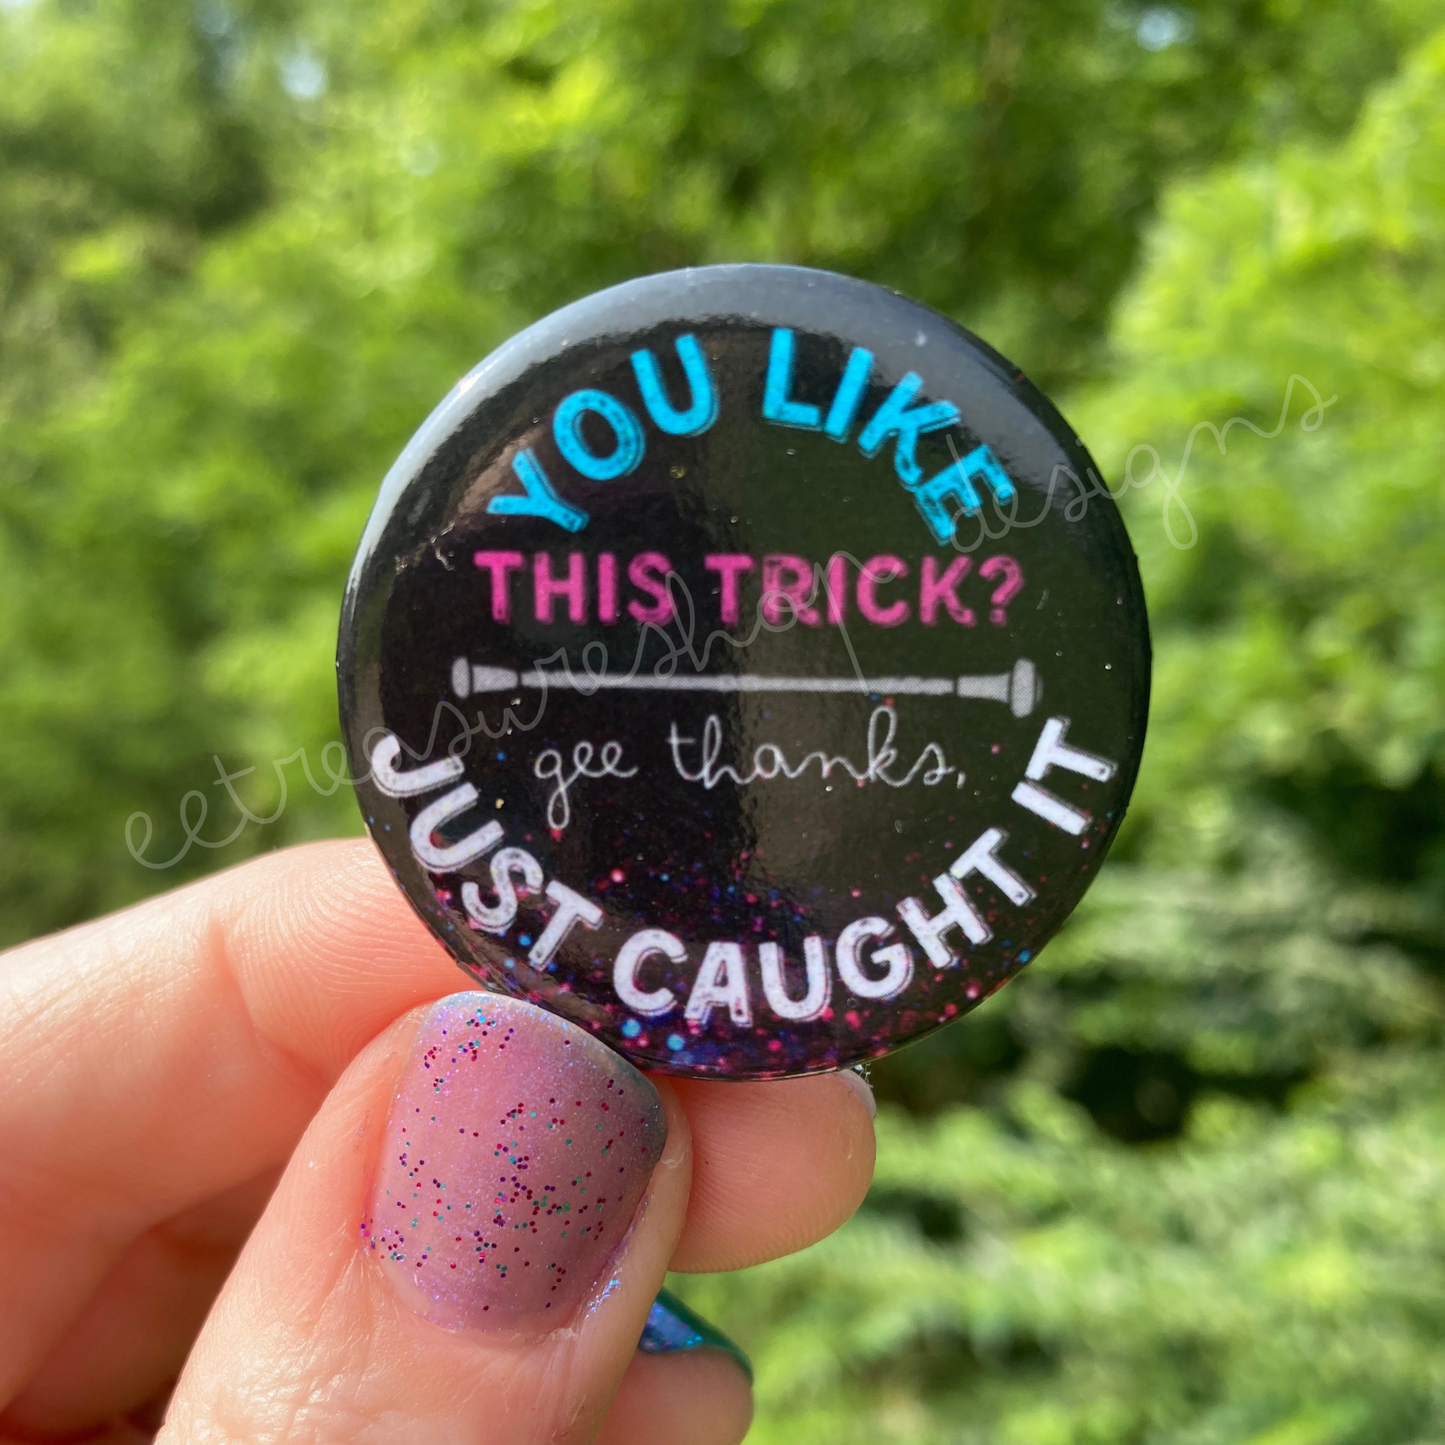 YOU LIKE
THIS TRICK?
gee thanks,
JUST CAUGHT IT
eetreasureshop designs